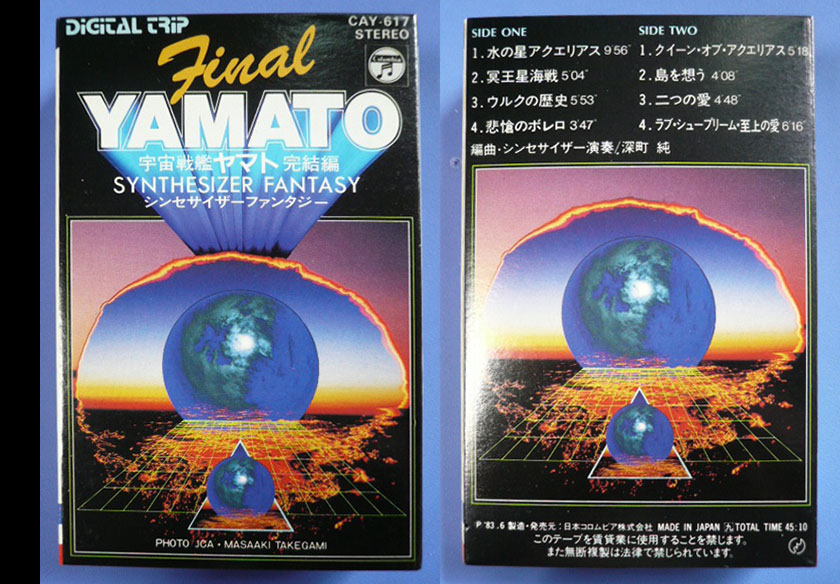 DIGITAL TRIP
CAY-617
STEREO
Columbia
Final
YAMATO
宇宙戦艦ヤマト完結編
SYNTHESIZER FANTASY
シンセサイザーファンタジー
PHOTO JCA・MASAAKI TAKEGAMI
SIDE ONE
1.水の星アクエリアス 9'56"
2.冥王星海戦 5'04"
3.ウルクの歴史 5'53"
4.悲愴のボレロ 3'47"
SIDE TWO
1.クイーン・オブ・アクエリアス 5'18
2.島を想う 4'08"
3.二つの愛 4'48"
4.ラブ・シュープリーム・至上の愛 6'16"
編曲・シンセサイザー演奏/深町 純
P'83.6 製造・発売元:日本コロムビア株式会社 MADE IN JAPAN 九 TOTAL TIME 45:10
このテープを賃貸業に使用することを禁じます。
また無断複製は法律で禁じられています。